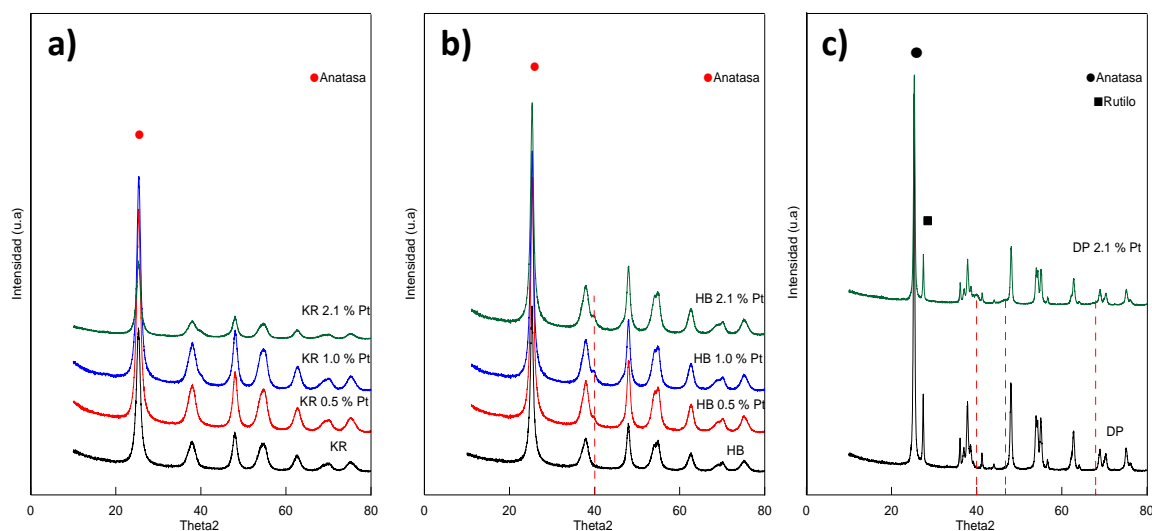 a)
Anatasa
KR 2.1 % Pt
KR 1.0 % Pt
KR 0.5 % Pt
KR
Intensidad (u.a)
0
20
40
60
80
Theta2
b)
Anatasa
HB 2.1 % Pt
HB 1.0 % Pt
HB 0.5 % Pt
HB
Intensidad (u.a)
0
20
40
60
80
Theta2
c)
Anatasa
Rutilo
DP 2.1 % Pt
DP
Intensidad (u.a)
0
20
40
60
80
Theta2